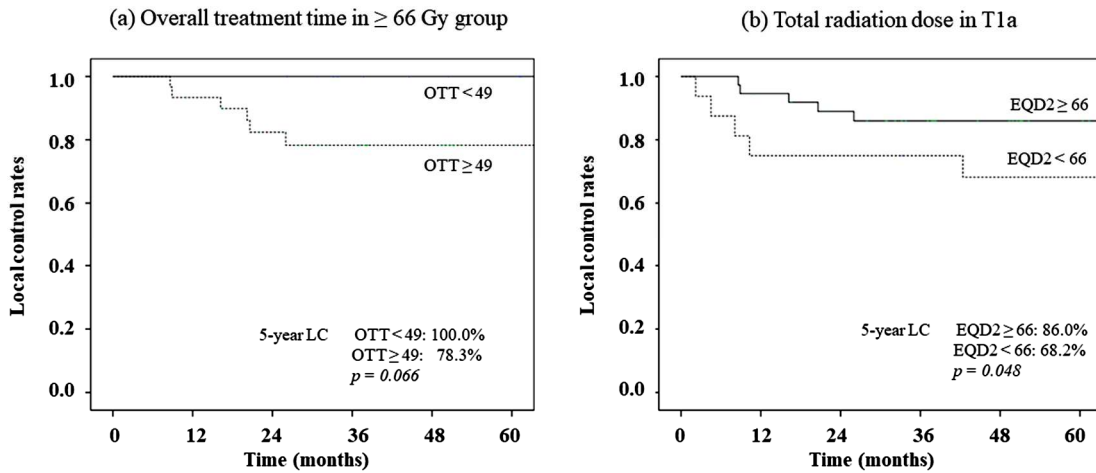 (a) Overall treatment time in ≥ 66 Gy group
Local control rates
1.0
0.8
0.6
0.4
0.2
0.0
OTT < 49
OTT ≥ 49
5-year LC OTT < 49: 100.0%
OTT ≥ 49: 78.3%
p = 0.066
0 12 24 36 48 60
Time (months)
(b) Total radiation dose in T1a
Local control rates
1.0
0.8
0.6
0.4
0.2
0.0
EQD2 ≥ 66
EQD2 < 66
5-year LC EQD2 ≥ 66: 86.0%
EQD2 < 66: 68.2%
p = 0.048
0 12 24 36 48 60
Time (months)